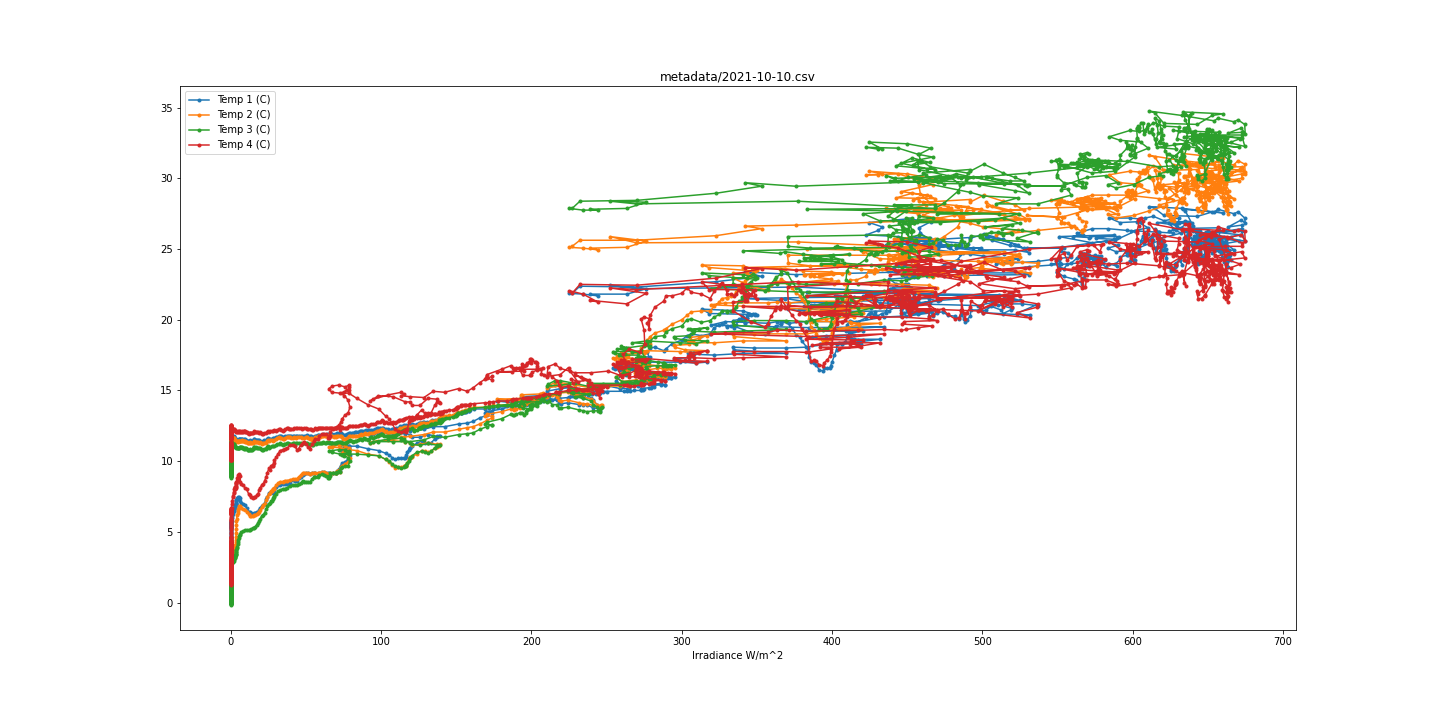 metadata/2021-10-10.csv
Temp 1 (C)
Temp 2 (C)
Temp 3 (C)
Temp 4 (C)
35
30
25
20
15
10
5
0
0 100 200 300 400 500 600 700
Irradiance W/m^2